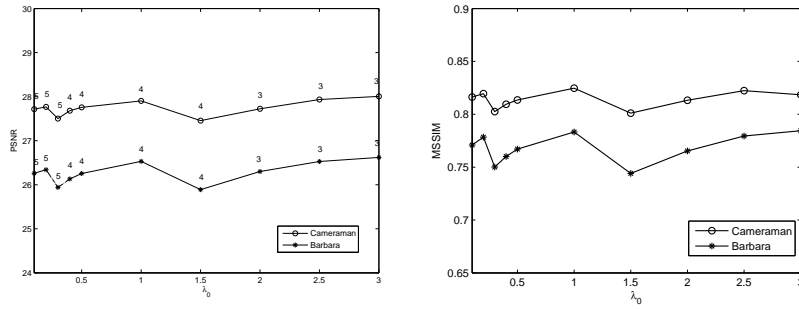 30
29
28
27
26
25
24
PSNR
5 5 5 4 4 4 4 3 3 3
5 5 5 4 4 4 4 3 3 3
Cameraman
Barbara
0.5 1 1.5 2 2.5 3
λ0
0.9
0.85
0.8
0.75
0.7
0.65
MSSIM
Cameraman
Barbara
0.5 1 1.5 2 2.5 3
λ0